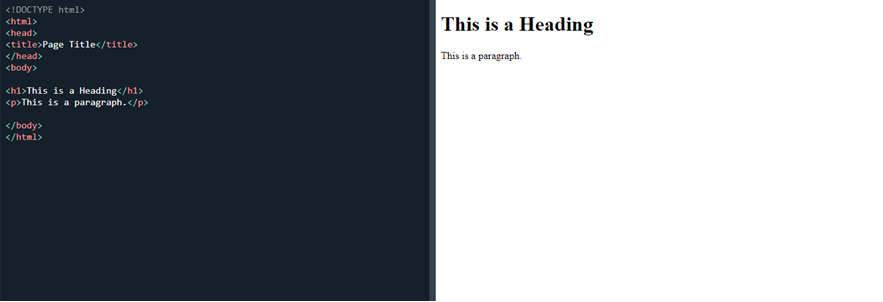 <!DOCTYPE html>
<html>
<head>
<title>Page Title</title>
</head>
<body>
<h1>This is a Heading</h1>
<p>This is a paragraph.</p>
</body>
</html>
This is a Heading
This is a paragraph.